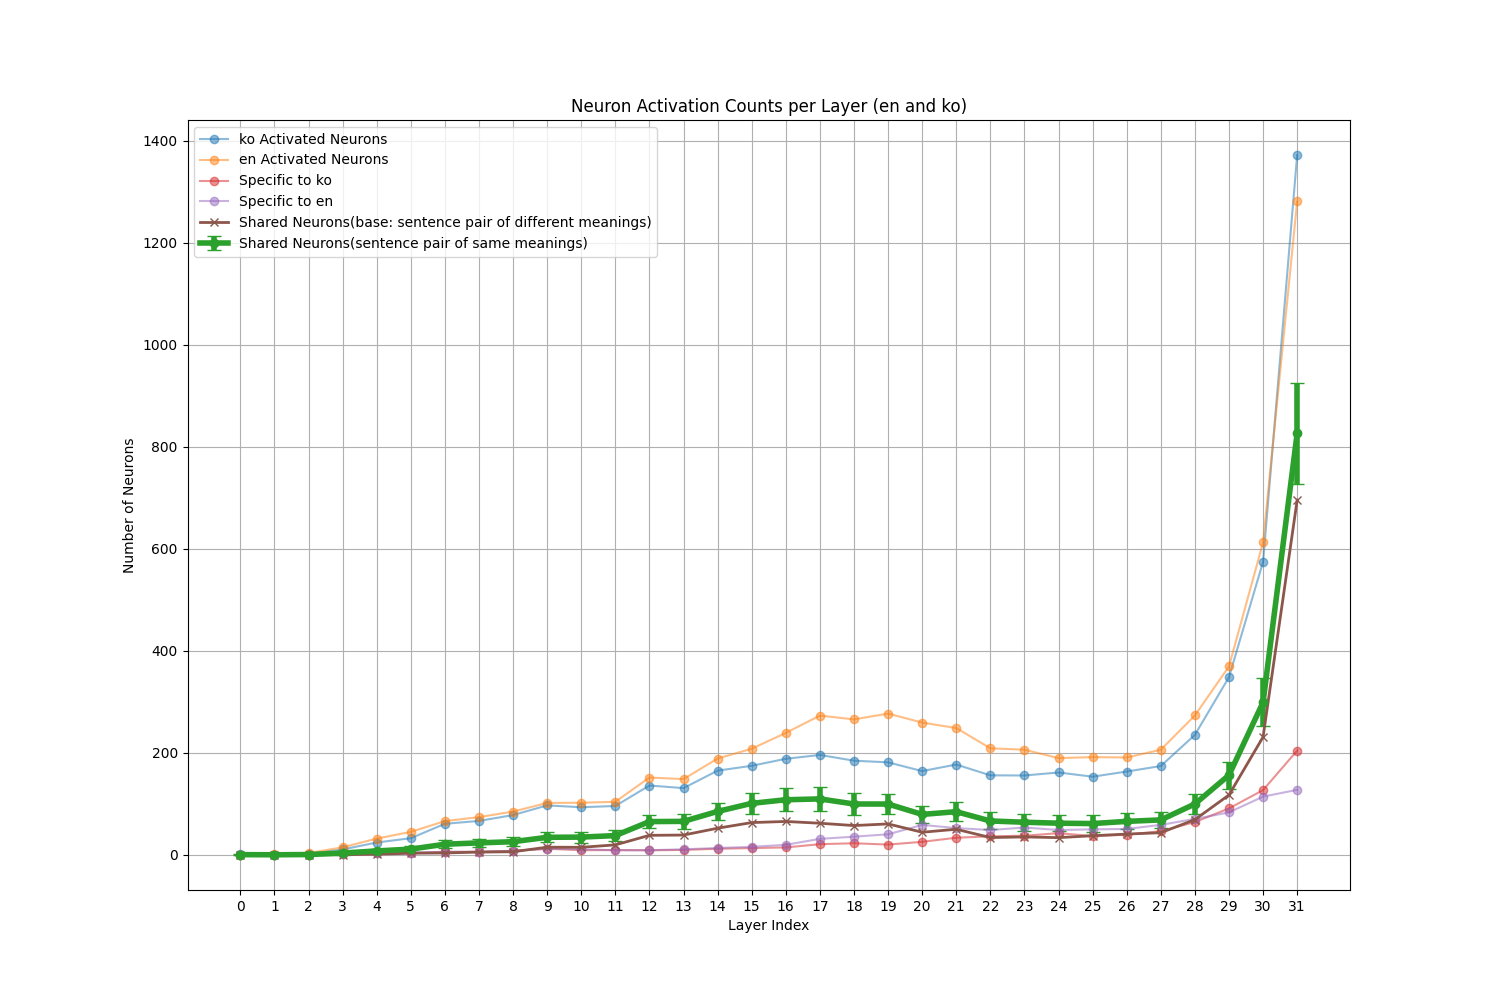 Neuron Activation Counts per Layer (en and ko)
ko Activated Neurons
en Activated Neurons
Specific to ko
Specific to en
Shared Neurons(base: sentence pair of different meanings)
Shared Neurons(sentence pair of same meanings)
1400
1200
1000
800
600
400
200
0
Number of Neurons
0 1 2 3 4 5 6 7 8 9 10 11 12 13 14 15 16 17 18 19 20 21 22 23 24 25 26 27 28 29 30 31
Layer Index